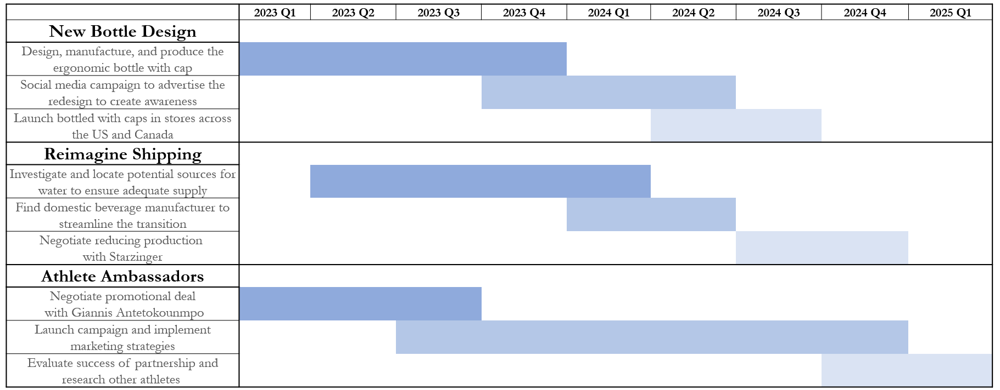 2023 Q1 2023 Q2 2023 Q3 2023 Q4 2024 Q1 2024 Q2 2024 Q3 2024 Q4 2025 Q1
New Bottle Design
Design, manufacture, and produce the
ergonomic bottle with cap
Social media campaign to advertise the
redesign to create awareness
Launch bottled with caps in stores across
the US and Canada
Reimagine Shipping
Investigate and locate potential sources for
water to ensure adequate supply
Find domestic beverage manufacturer to
streamline the transition
Negotiate reducing production
with Starzinger
Athlete Ambassadors
Negotiate promotional deal
with Giannis Antetokounmpo
Launch campaign and implement
marketing strategies
Evaluate success of partnership and
research other athletes